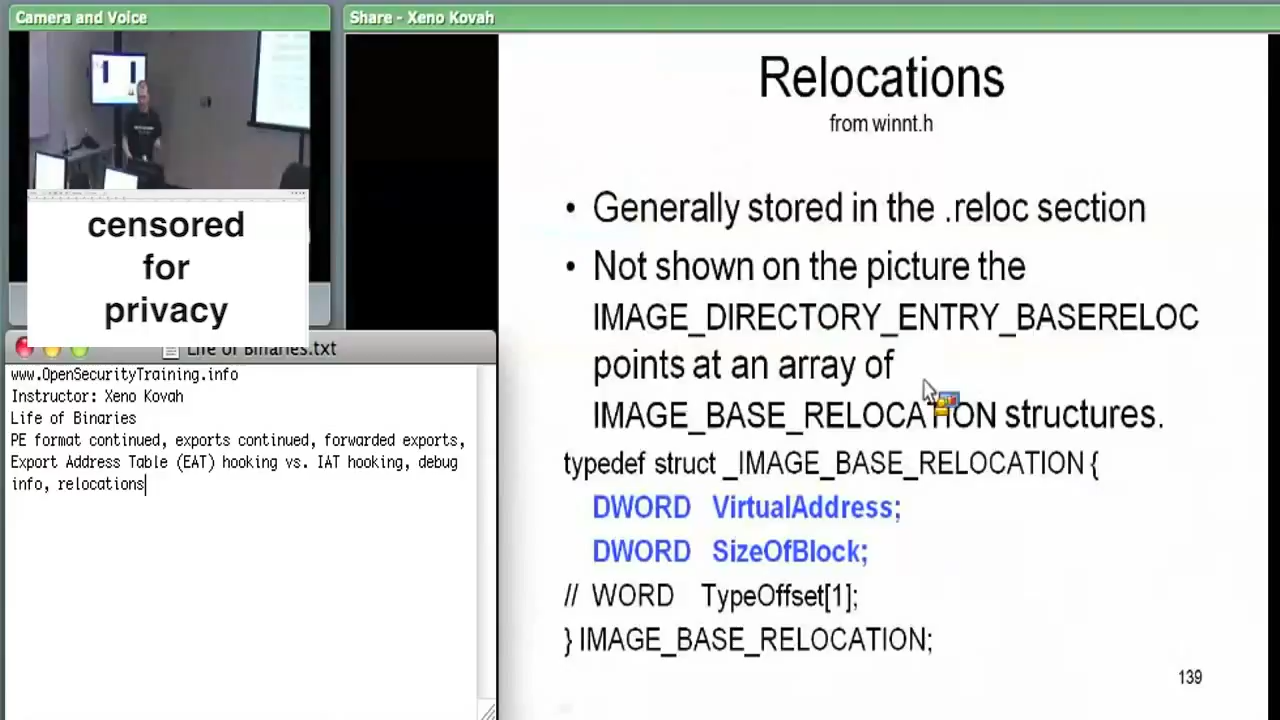 Camera and Voice
Share - Xeno Kovah
censored
for
privacy
Life of Binaries.txt
www.OpenSecurityTraining.info
Instructor: Xeno Kovah
Life of Binaries
PE format continued, exports continued, forwarded exports,
Export Address Table (EAT) hooking vs. IAT hooking, debug
info, relocations
Relocations
from winnt.h
• Generally stored in the .reloc section
• Not shown on the picture the
IMAGE_DIRECTORY_ENTRY_BASERELOC
points at an array of
IMAGE_BASE_RELOCATION structures.
typedef struct _IMAGE_BASE_RELOCATION {
DWORD VirtualAddress;
DWORD SizeOfBlock;
// WORD TypeOffset[1];
} IMAGE_BASE_RELOCATION;
139